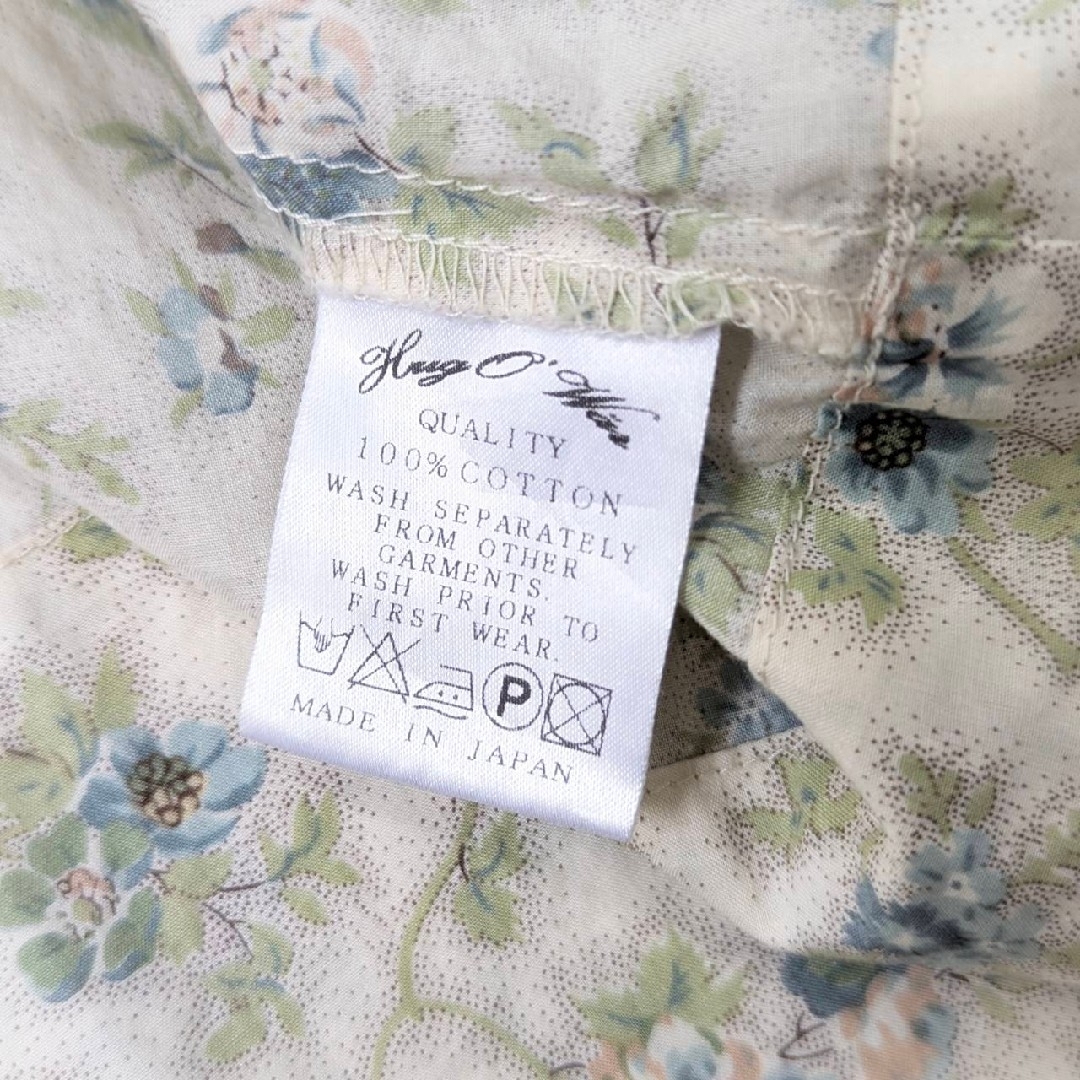 Hug O' War
QUALITY
100% COTTON
WASH SEPARATELY
FROM OTHER
GARMENTS.
WASH PRIOR TO
FIRST WEAR.
P
MADE IN JAPAN